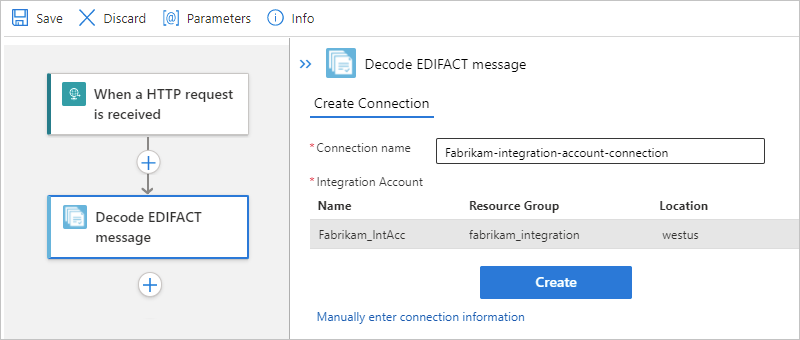 Save Discard Parameters Info
When a HTTP request
is received
Decode EDIFACT
message
Decode EDIFACT message
Create Connection
*Connection name Fabrikam-integration-account-connection
*Integration Account
Name Resource Group Location
Fabrikam_IntAcc fabrikam_integration westus
Create
Manually enter connection information